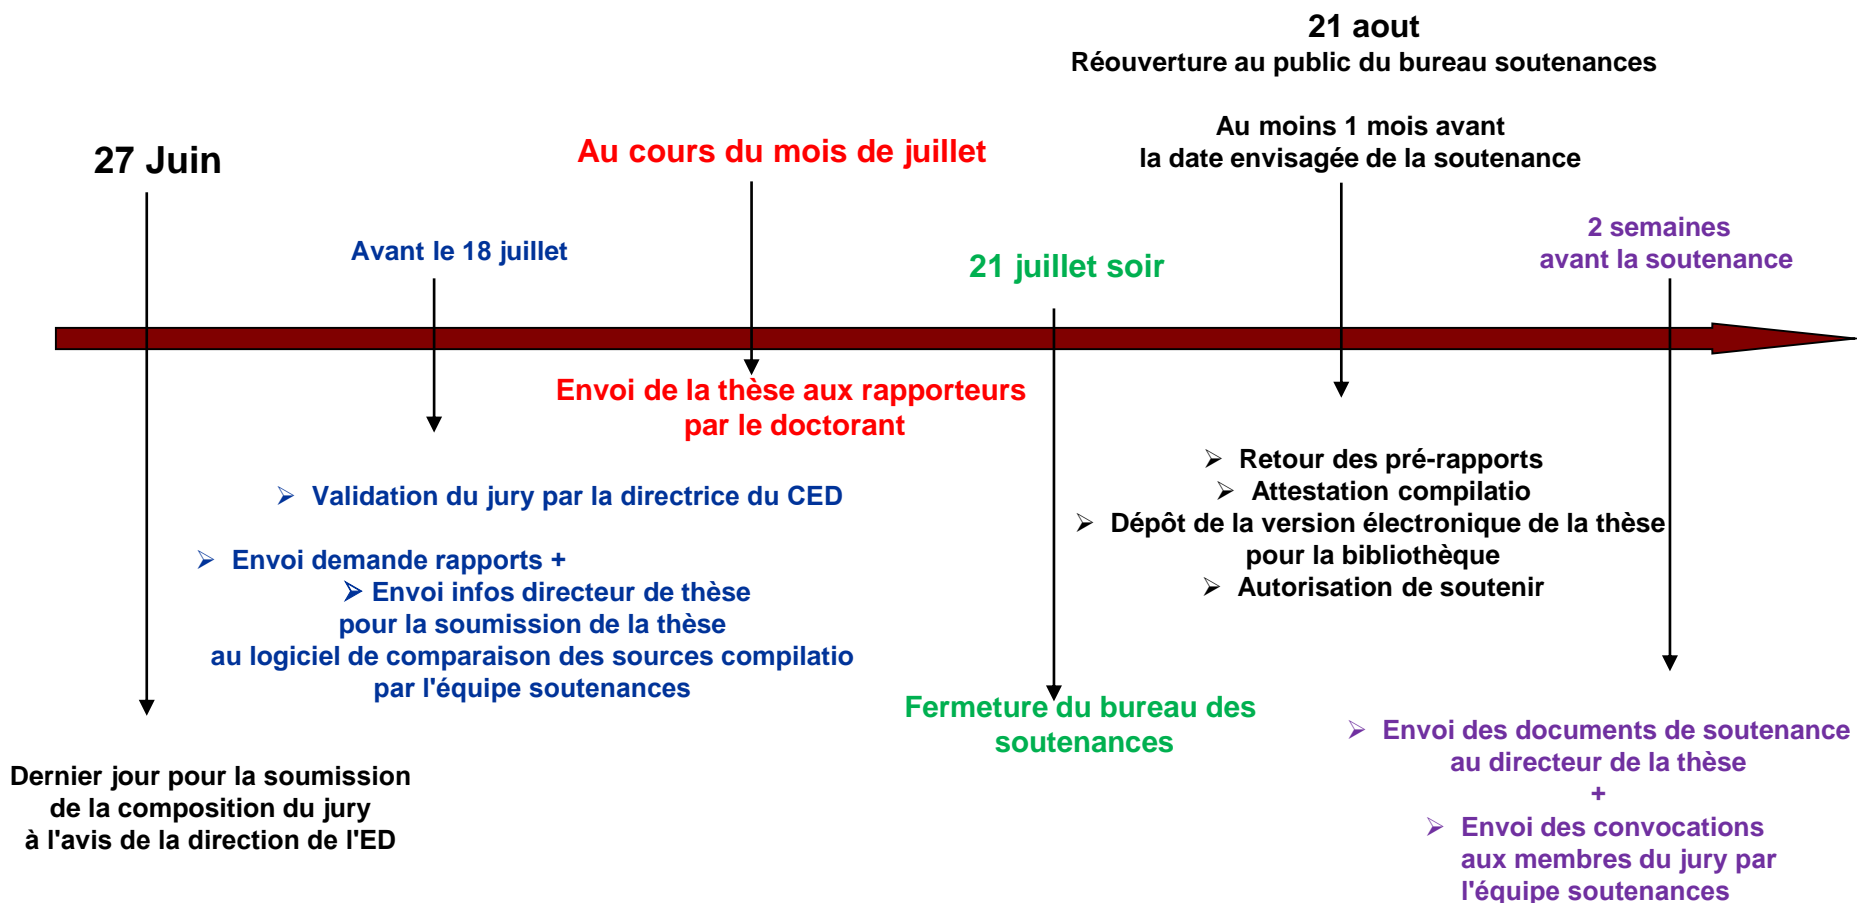 27 Juin
Dernier jour pour la soumission
de la composition du jury
à l'avis de la direction de l'ED
Avant le 18 juillet
➢ Validation du jury par la directrice du CED
➢ Envoi demande rapports +
➢ Envoi infos directeur de thèse
pour la soumission de la thèse
au logiciel de comparaison des sources compilatio
par l'équipe soutenances
Au cours du mois de juillet
Envoi de la thèse aux rapporteurs
par le doctorant
21 juillet soir
Fermeture du bureau des
soutenances
21 aout
Réouverture au public du bureau soutenances
Au moins 1 mois avant
la date envisagée de la soutenance
➢ Retour des pré-rapports
➢ Attestation compilatio
➢ Dépôt de la version électronique de la thèse
pour la bibliothèque
➢ Autorisation de soutenir
2 semaines
avant la soutenance
➢ Envoi des documents de soutenance
au directeur de la thèse
+
➢ Envoi des convocations
aux membres du jury par
l'équipe soutenances